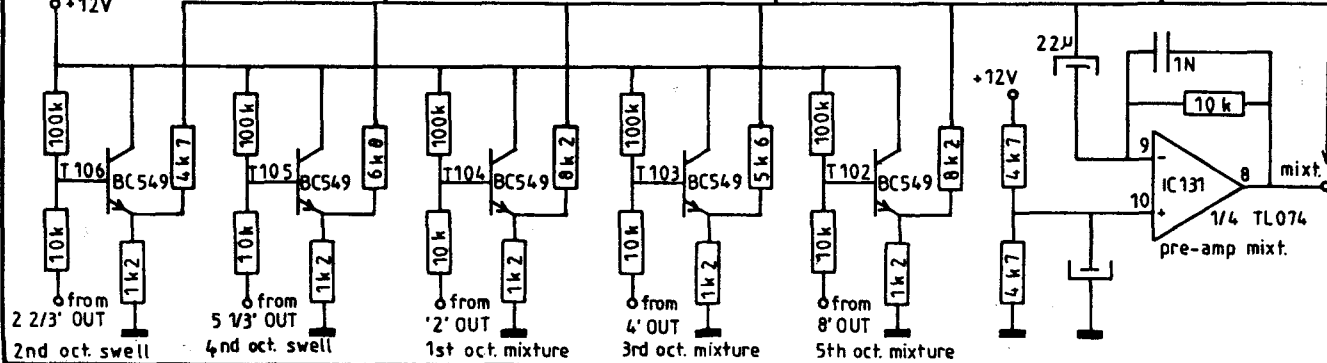 +12V
100k
T106
BC549
4k7
10k
1k2
from
2 2/3' OUT
2nd oct. swell
100k
T105
BC549
6k8
10k
1k2
from
5 1/3' OUT
4nd oct. swell
100k
T104
BC549
8k2
10k
1k2
from
'2' OUT
1st oct. mixture
100k
T103
BC549
5k6
10k
1k2
from
4' OUT
3rd oct. mixture
100k
T102
BC549
8k2
10k
1k2
from
8' OUT
5th oct. mixture
22µ
+12V
4k7
4k7
1N
10k
9
-
10
+
IC131
8
mixt.
1/4 TL074
pre-amp mixt.